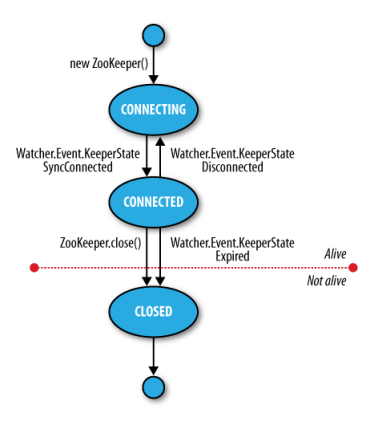 new ZooKeeper()
CONNECTING
Watcher.Event.KeeperState
SyncConnected
Watcher.Event.KeeperState
Disconnected
CONNECTED
ZooKeeper.close()
Watcher.Event.KeeperState
Expired
Alive
Not alive
CLOSED